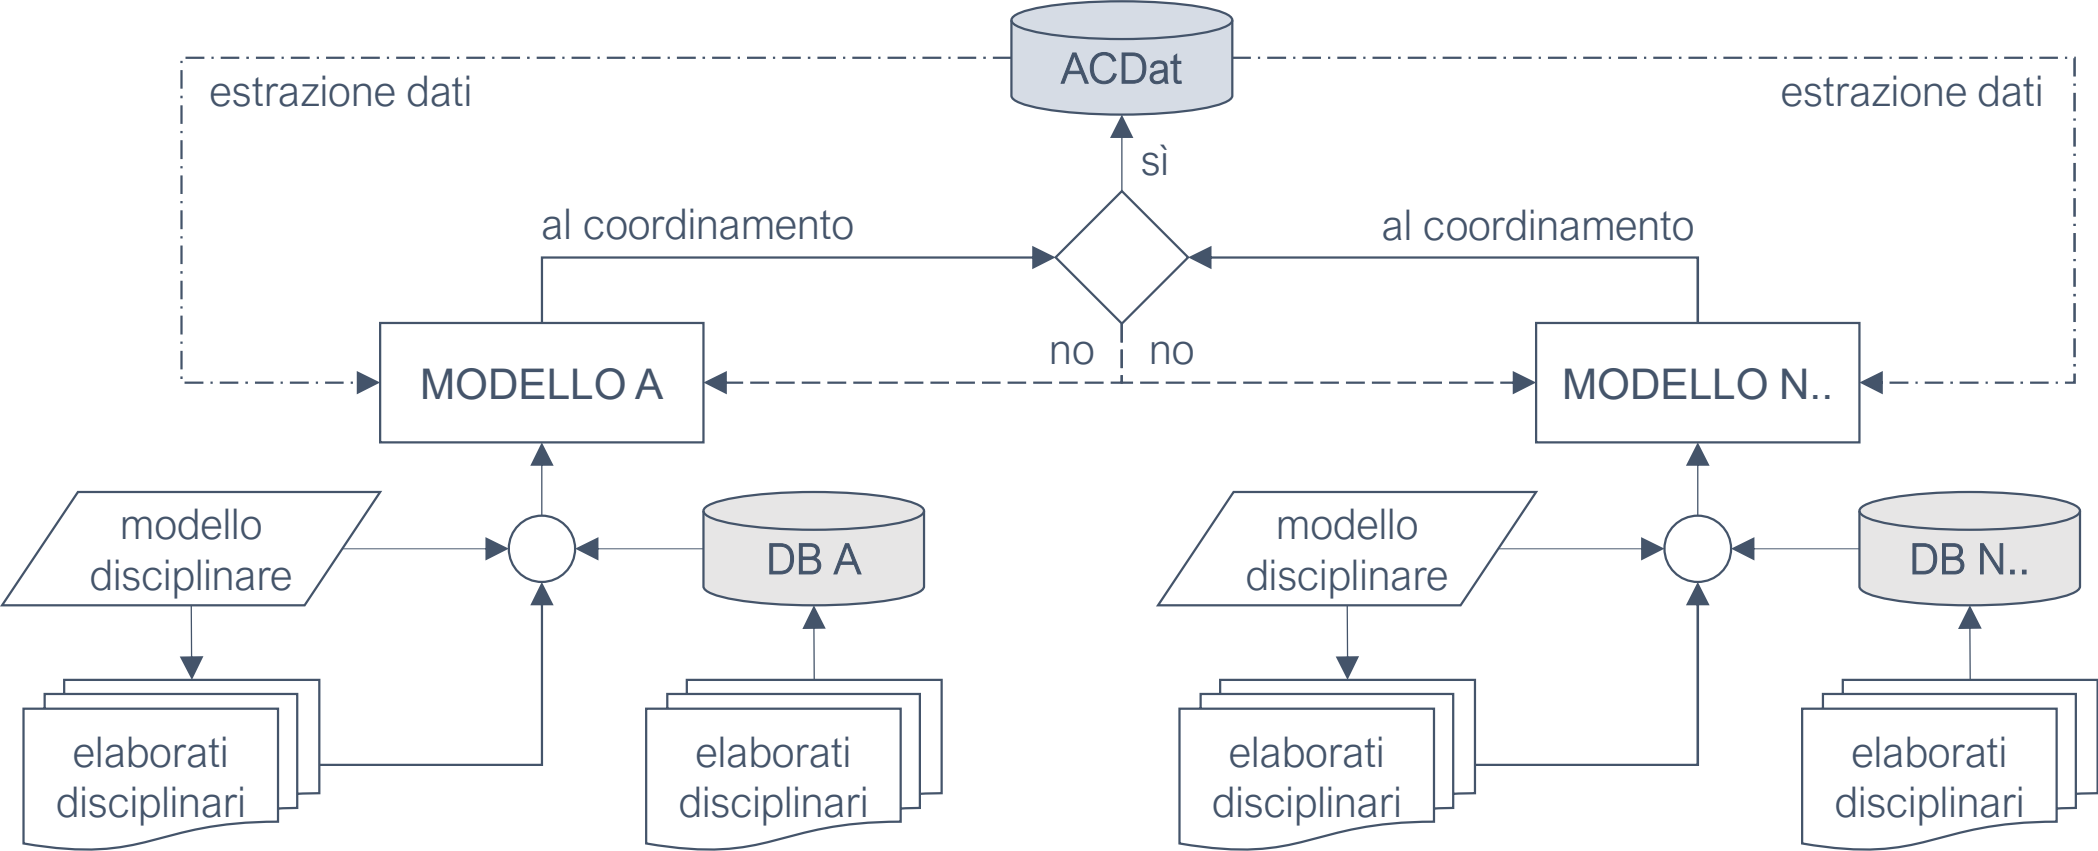 ACDat
estrazione dati
estrazione dati
sì
al coordinamento
al coordinamento
no
no
MODELLO A
MODELLO N..
modello
disciplinare
DB A
modello
disciplinare
DB N..
elaborati
disciplinari
elaborati
disciplinari
elaborati
disciplinari
elaborati
disciplinari